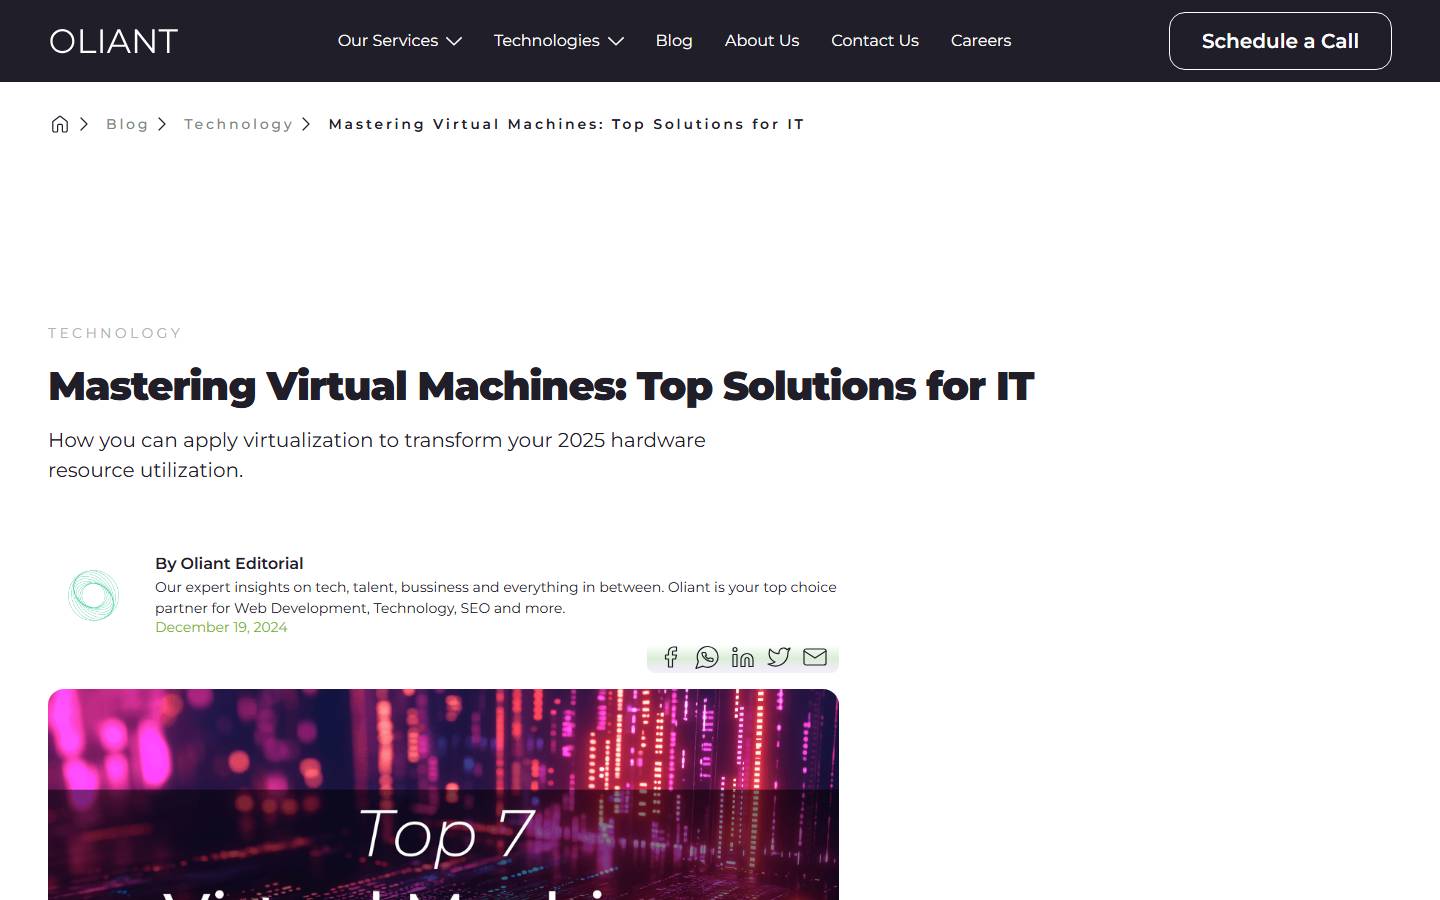 OLIANT
Our Services
Technologies
Blog
About Us
Contact Us
Careers
Schedule a Call
Blog
Technology
Mastering Virtual Machines: Top Solutions for IT
TECHNOLOGY
Mastering Virtual Machines: Top Solutions for IT
How you can apply virtualization to transform your 2025 hardware
resource utilization.
By Oliant Editorial
Our expert insights on tech, talent, bussiness and everything in between. Oliant is your top choice
partner for Web Development, Technology, SEO and more.
December 19, 2024
Top 7